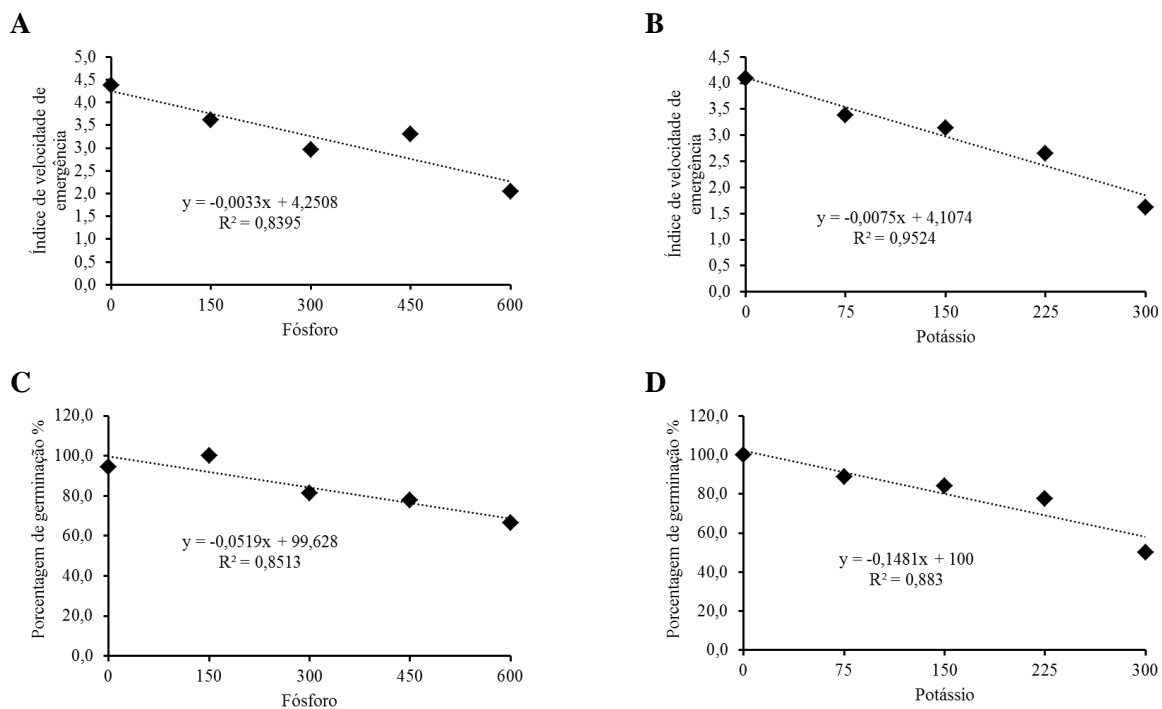 A
Índice de velocidade de
emergência
5,0
4,5
4,0
3,5
3,0
2,5
2,0
1,5
1,0
0,5
0,0
y = -0,0033x + 4,2508
R² = 0,8395
0 150 300 450 600
Fósforo
B
Índice de velocidade de
emergência
4,5
4,0
3,5
3,0
2,5
2,0
1,5
1,0
0,5
0,0
y = -0,0075x + 4,1074
R² = 0,9524
0 75 150 225 300
Potássio
C
Porcentagem de germinação %
120,0
100,0
80,0
60,0
40,0
20,0
0,0
y = -0,0519x + 99,628
R² = 0,8513
0 150 300 450 600
Fósforo
D
Porcentagem de germinação %
120,0
100,0
80,0
60,0
40,0
20,0
0,0
y = -0,1481x + 100
R² = 0,883
0 75 150 225 300
Potássio